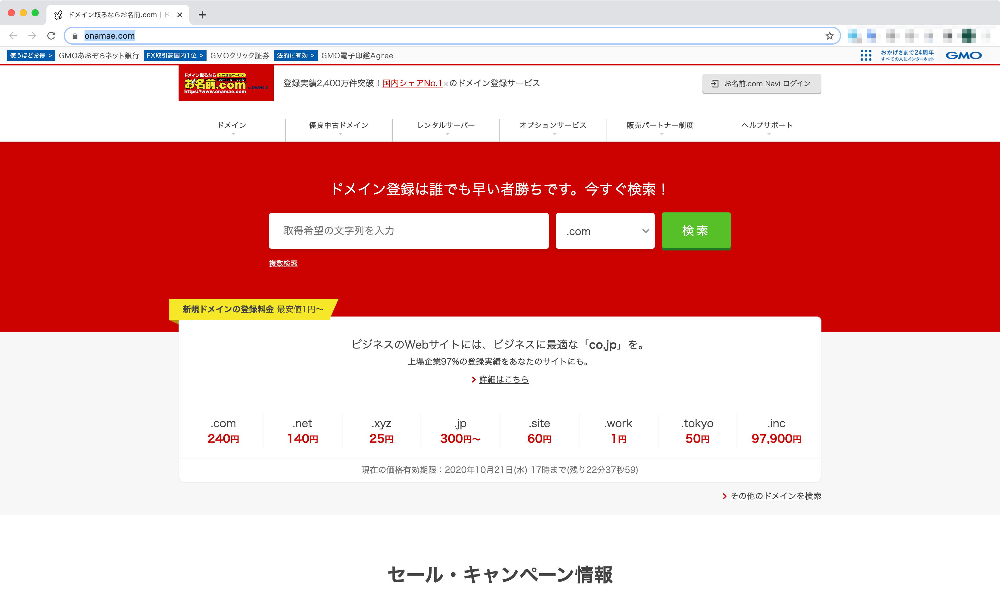 ドメイン取るならお名前.com｜ド
onamae.com
使うほどお得 > GMOあおぞらネット銀行 FX取引高国内1位 > GMOクリック証券 法的に有効 > GMO電子印鑑Agree
おかげさまで24周年
すべての人にインターネット
GMO
ドメイン取るなら 公式登録サービス
.com .jp .co.jp
お名前.com by GMO
https://www.onamae.com
登録実績2,400万件突破！国内シェアNo.1※のドメイン登録サービス
お名前.com Navi ログイン
ドメイン 優良中古ドメイン レンタルサーバー オプションサービス 販売パートナー制度 ヘルプサポート
ドメイン登録は誰でも早い者勝ちです。今すぐ検索！
取得希望の文字列を入力 .com 検索
複数検索
新規ドメインの登録料金 最安値1円〜
ビジネスのWebサイトには、ビジネスに最適な「co.jp」を。
上場企業97%の登録実績をあなたのサイトにも。
詳細はこちら
.com .net .xyz .jp .site .work .tokyo .inc
240円 140円 25円 300円〜 60円 1円 50円 97,900円
現在の価格有効期限：2020年10月21日(水) 17時まで(残り22分37秒59)
その他のドメインを検索
セール・キャンペーン情報